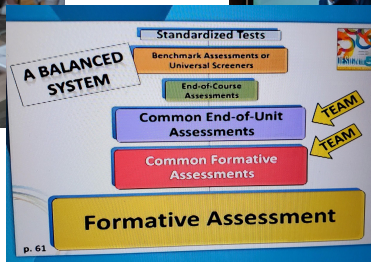 Standardized Tests
Benchmark Assessments or
Universal Screeners
A BALANCED
SYSTEM
End-of-Course
Assessments
Common End-of-Unit
Assessments
TEAM
Common Formative
Assessments
TEAM
Formative Assessment
p. 61